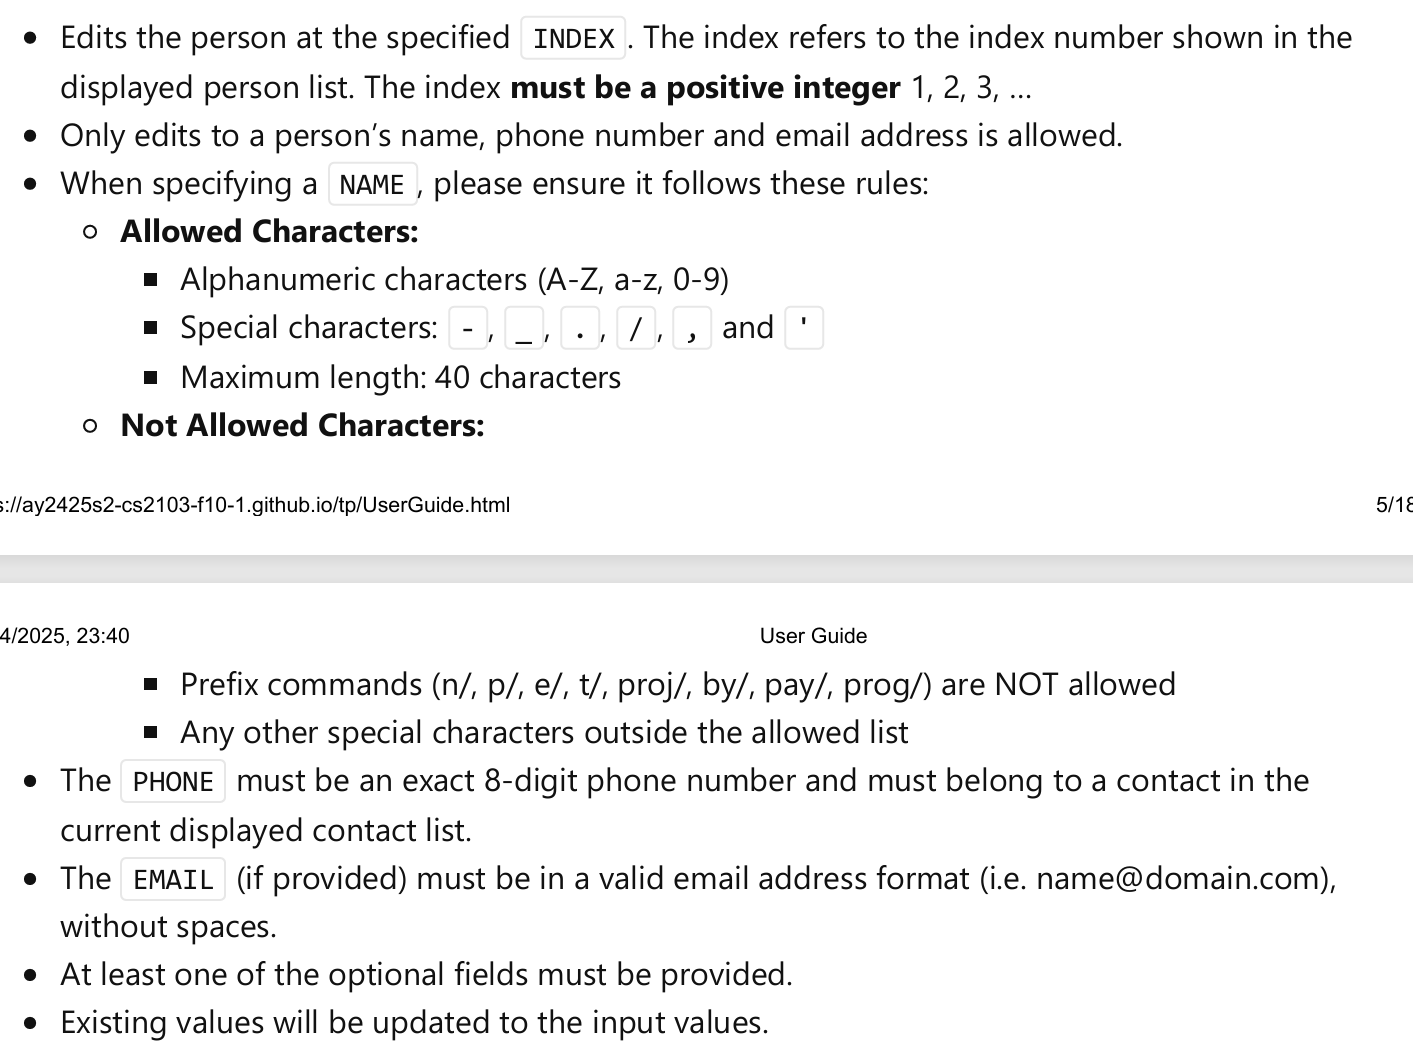 Edits the person at the specified INDEX. The index refers to the index number shown in the
displayed person list. The index must be a positive integer 1, 2, 3, …
Only edits to a person’s name, phone number and email address is allowed.
When specifying a NAME, please ensure it follows these rules:
Allowed Characters:
Alphanumeric characters (A-Z, a-z, 0-9)
Special characters: -, _, ., /, , and '
Maximum length: 40 characters
Not Allowed Characters:
s://ay2425s2-cs2103-f10-1.github.io/tp/UserGuide.html 5/18
4/2025, 23:40 User Guide
Prefix commands (n/, p/, e/, t/, proj/, by/, pay/, prog/) are NOT allowed
Any other special characters outside the allowed list
The PHONE must be an exact 8-digit phone number and must belong to a contact in the
current displayed contact list.
The EMAIL (if provided) must be in a valid email address format (i.e. name@domain.com),
without spaces.
At least one of the optional fields must be provided.
Existing values will be updated to the input values.